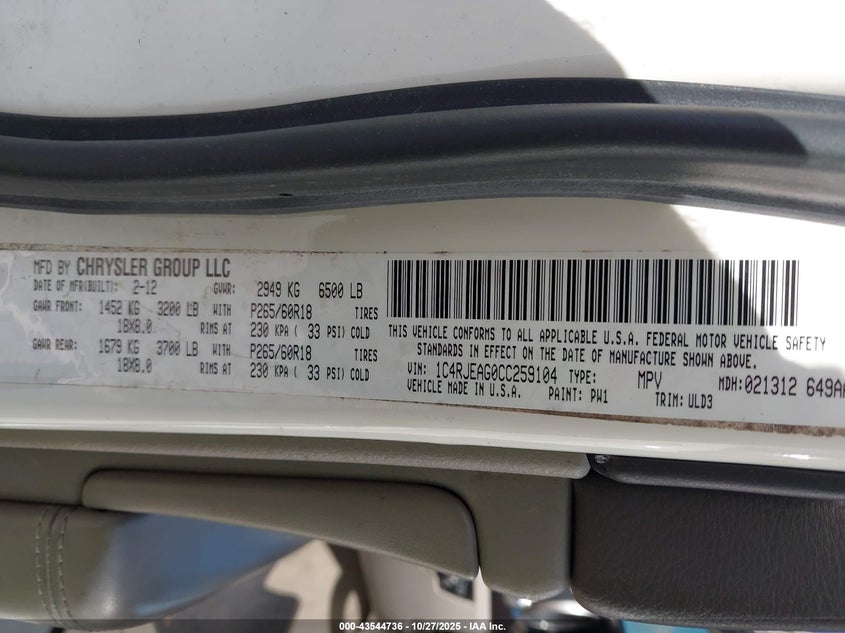 MFD BY CHRYSLER GROUP LLC
DATE OF MFR(BUILT): 2-12 GVWR: 2949 KG 6500 LB
GAWR FRONT: 1452 KG 3200 LB WITH P265/60R18 TIRES
18X8.0 RIMS AT 230 KPA ( 33 PSI) COLD
GAWR REAR: 1679 KG 3700 LB WITH P265/60R18 TIRES
18X8.0 RIMS AT 230 KPA ( 33 PSI) COLD
THIS VEHICLE CONFORMS TO ALL APPLICABLE U.S.A. FEDERAL MOTOR VEHICLE SAFETY
STANDARDS IN EFFECT ON THE DATE OF MANUFACTURE SHOWN ABOVE.
VIN: 1C4RJEAG0CC259104 TYPE: MPV MDH:021312 649A
VEHICLE MADE IN U.S.A. PAINT: PW1 TRIM: ULD3
000-43544736 | 10/27/2025 - IAA Inc.